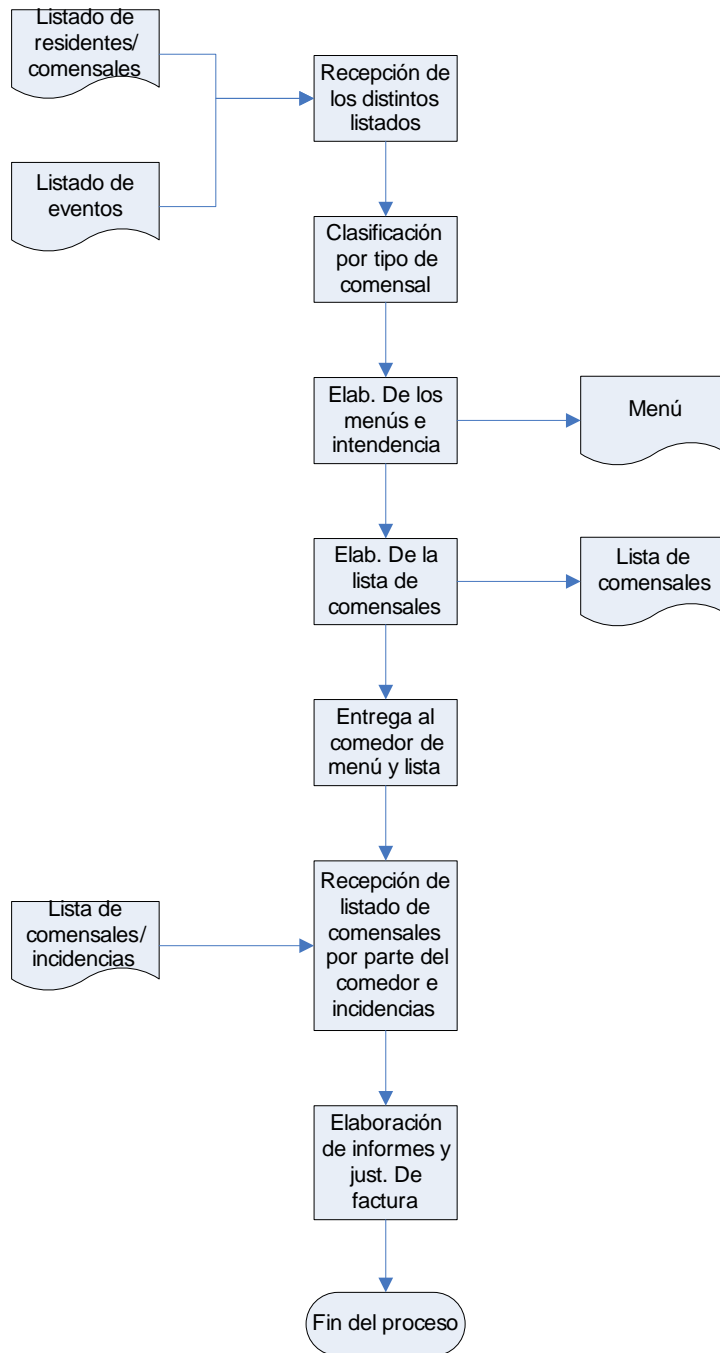 Listado de
residentes/
comensales
Recepción de
los distintos
listados
Listado de
eventos
Clasificación
por tipo de
comensal
Elab. De los
menús e
intendencia
Menú
Elab. De la
lista de
comensales
Lista de
comensales
Entrega al
comedor de
menú y lista
Lista de
comensales/
incidencias
Recepción de
listado de
comensales
por parte del
comedor e
incidencias
Elaboración
de informes y
just. De
factura
Fin del proceso